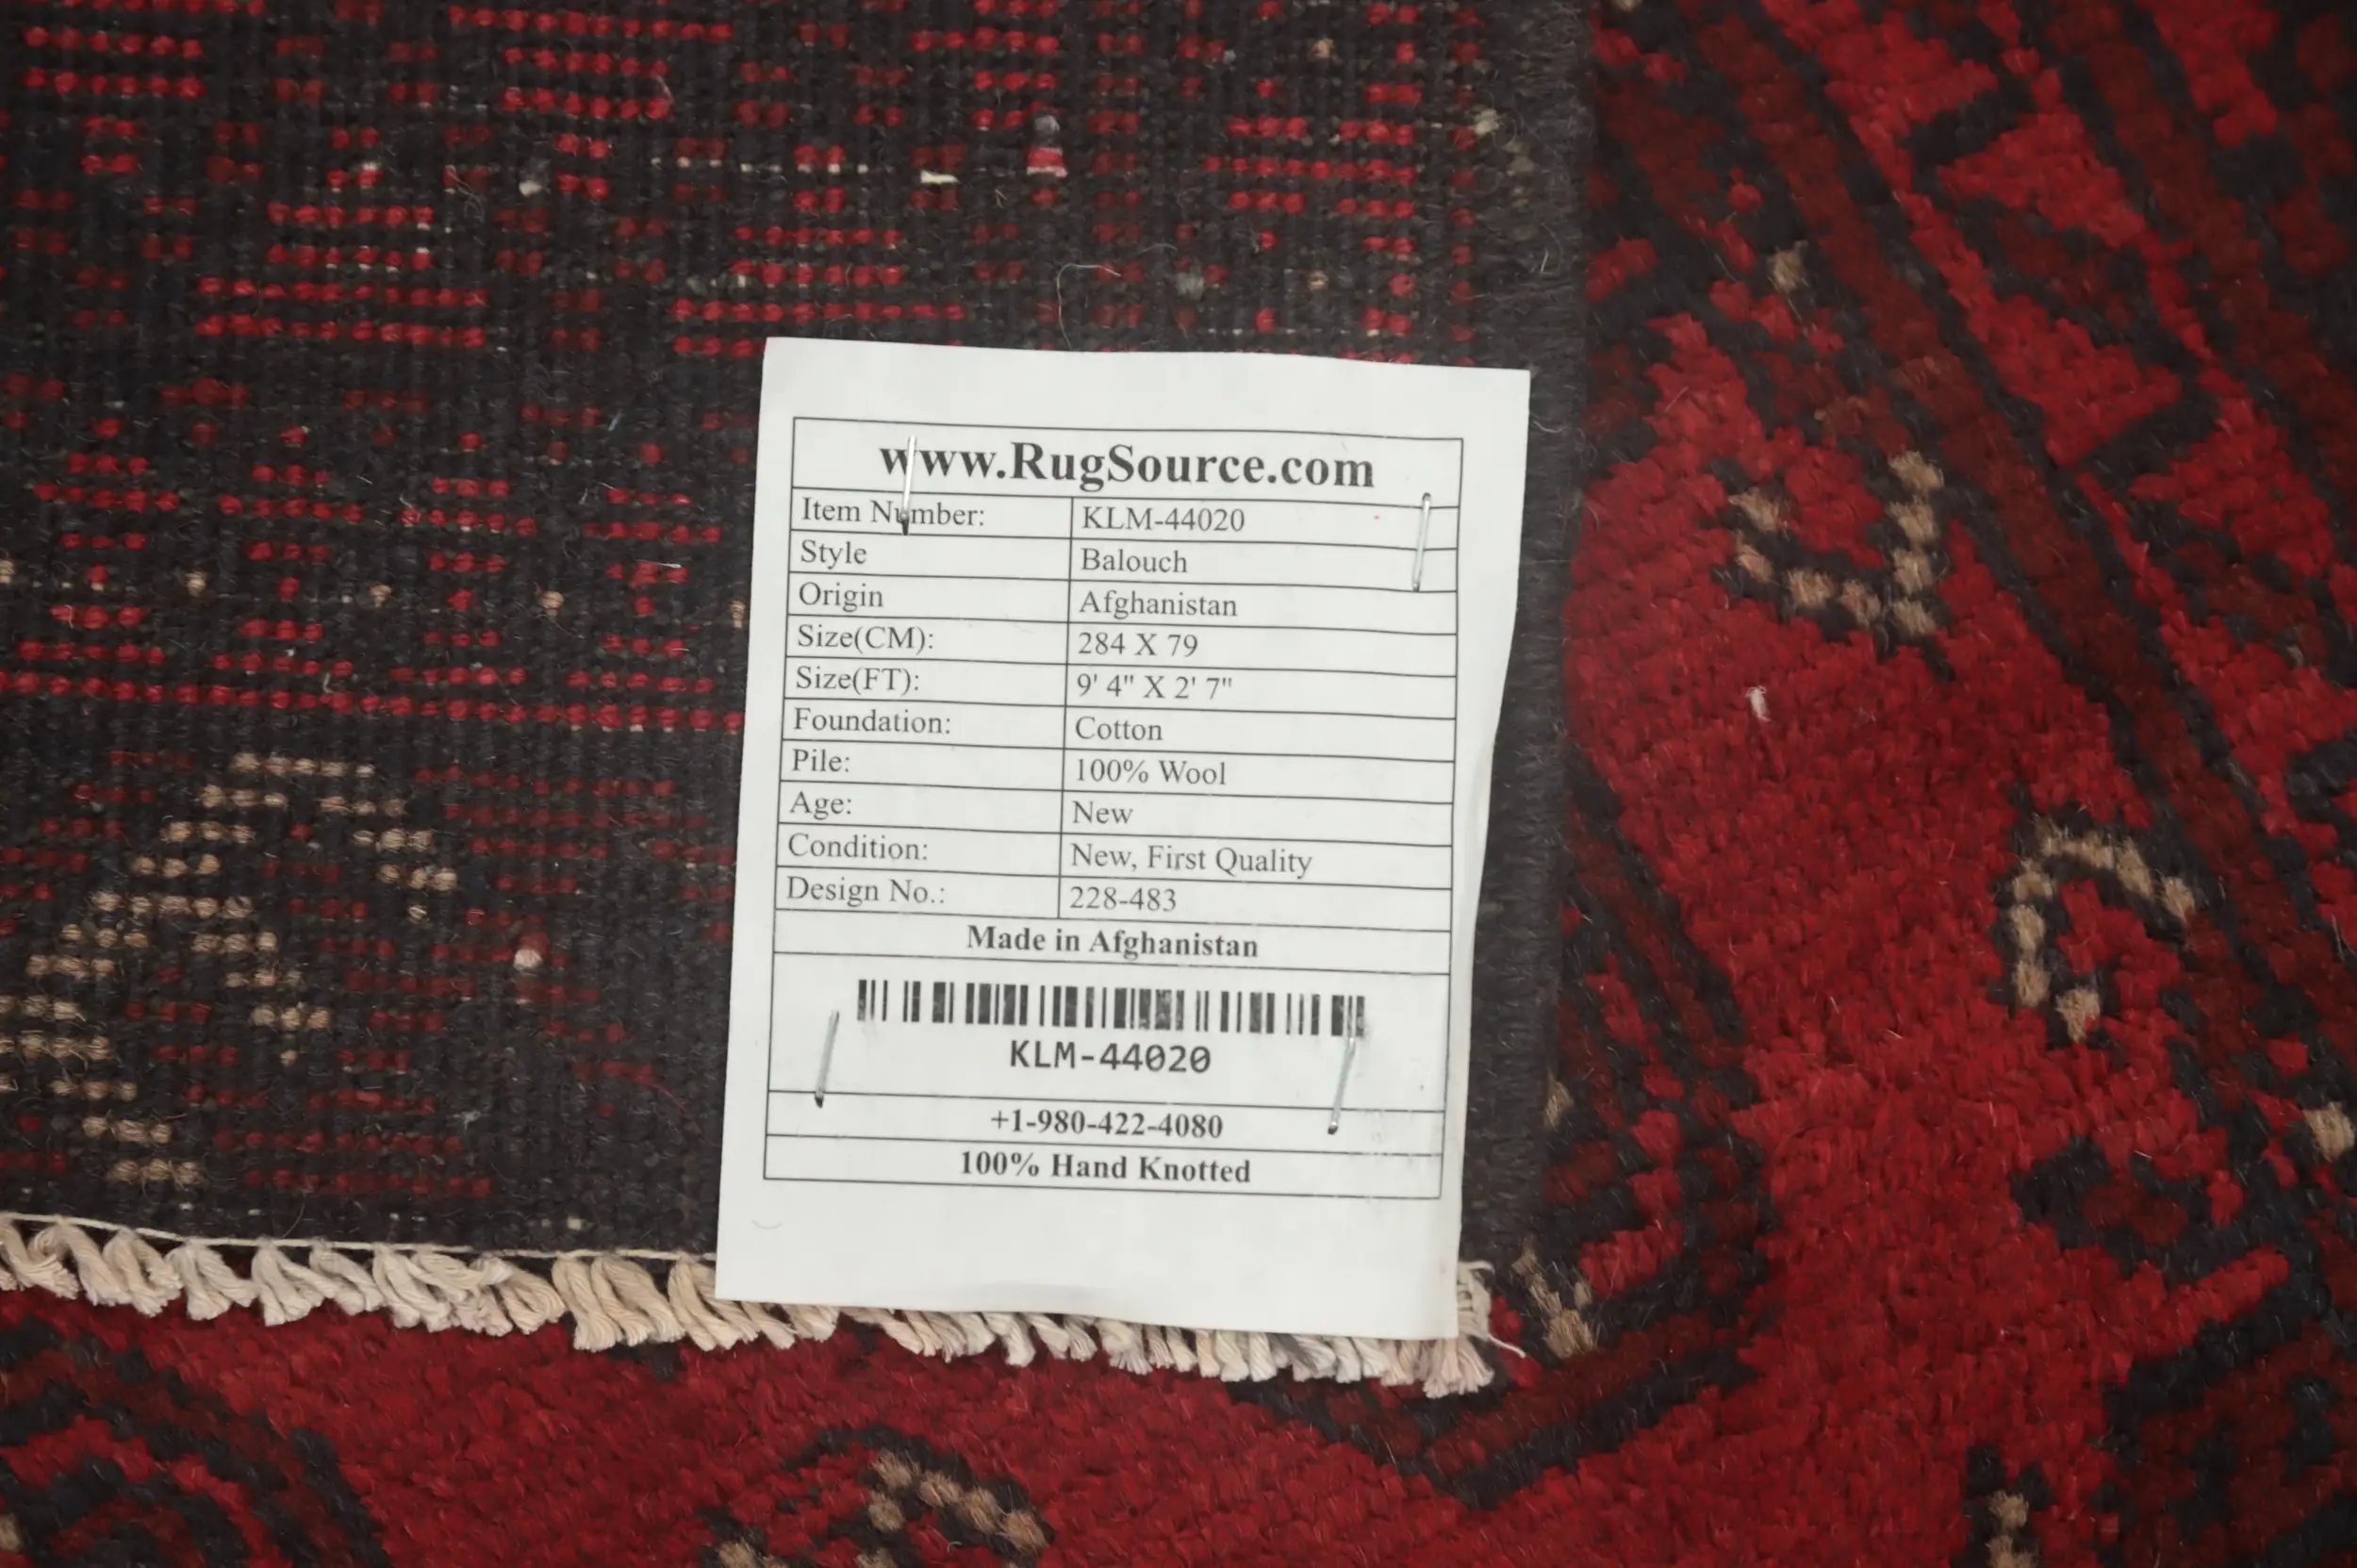 www.RugSource.com
Item Number: KLM-44020
Style Balouch
Origin Afghanistan
Size(CM): 284 X 79
Size(FT): 9' 4" X 2' 7"
Foundation: Cotton
Pile: 100% Wool
Age: New
Condition: New, First Quality
Design No.: 228-483
Made in Afghanistan
KLM-44020
+1-980-422-4080
100% Hand Knotted